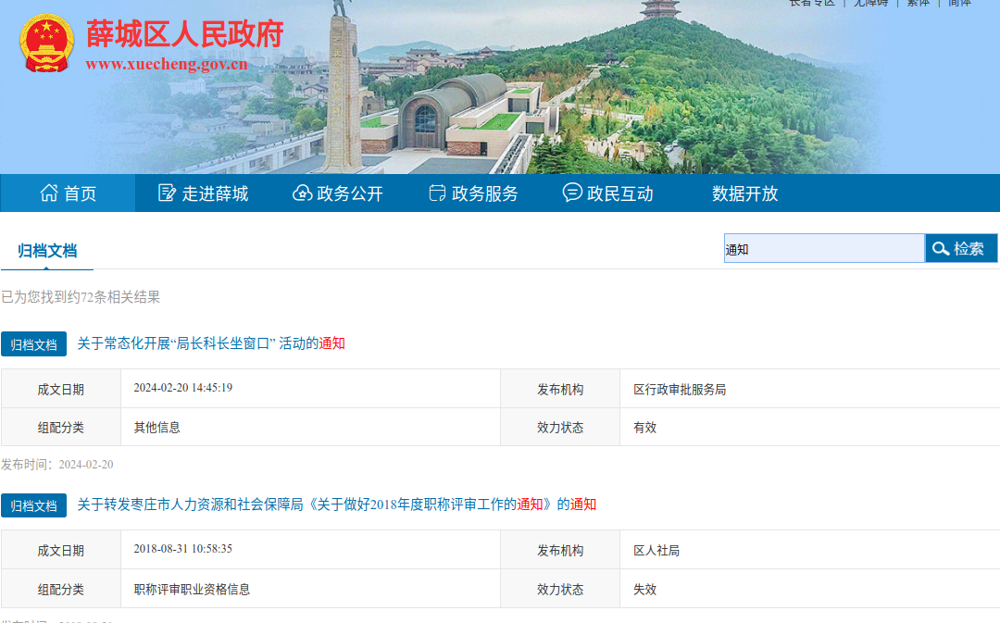 长者专区 | 无障碍 | 繁体 | 简体
薛城区人民政府
www.xuecheng.gov.cn
首页 走进薛城 政务公开 政务服务 政民互动 数据开放
归档文档 通知 检索
已为您找到约72条相关结果
归档文档 关于常态化开展“局长科长坐窗口” 活动的通知
成文日期 2024-02-20 14:45:19 发布机构 区行政审批服务局
组配分类 其他信息 效力状态 有效
发布时间：2024-02-20
归档文档 关于转发枣庄市人力资源和社会保障局《关于做好2018年度职称评审工作的通知》的通知
成文日期 2018-08-31 10:58:35 发布机构 区人社局
组配分类 职称评审职业资格信息 效力状态 失效